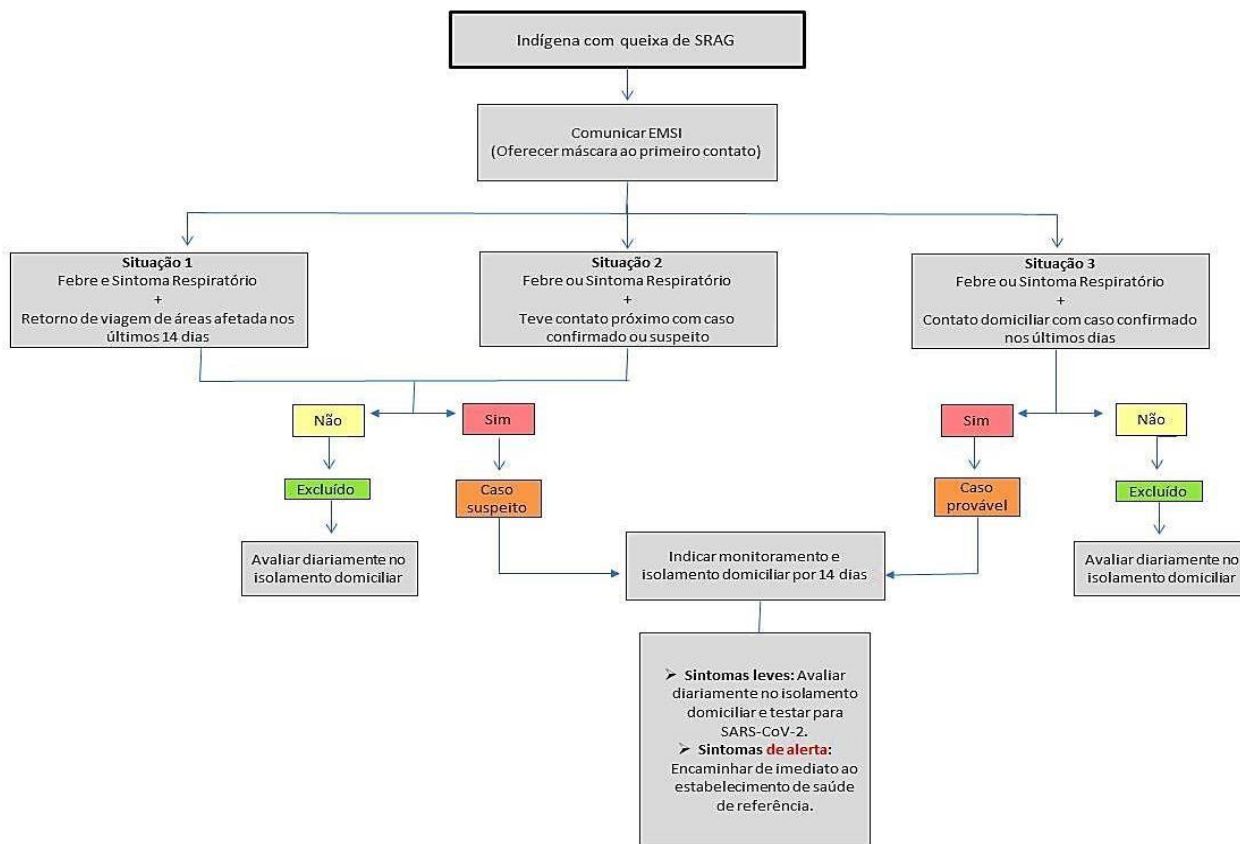 Indígena com queixa de SRAG
Comunicar EMSI
(Oferecer máscara ao primeiro contato)
Situação 1
Febre e Sintoma Respiratório
+
Retorno de viagem de áreas afetada nos
últimos 14 dias
Situação 2
Febre ou Sintoma Respiratório
+
Teve contato próximo com caso
confirmado ou suspeito
Situação 3
Febre ou Sintoma Respiratório
+
Contato domiciliar com caso confirmado
nos últimos dias
Não
Sim
Sim
Não
Excluído
Caso
suspeito
Caso
provável
Excluído
Avaliar diariamente no
isolamento domiciliar
Indicar monitoramento e
isolamento domiciliar por 14 dias
Avaliar diariamente no
isolamento domiciliar
➢ Sintomas leves: Avaliar
diariamente no isolamento
domiciliar e testar para
SARS-CoV-2.
➢ Sintomas de alerta:
Encaminhar de imediato ao
estabelecimento de saúde
de referência.